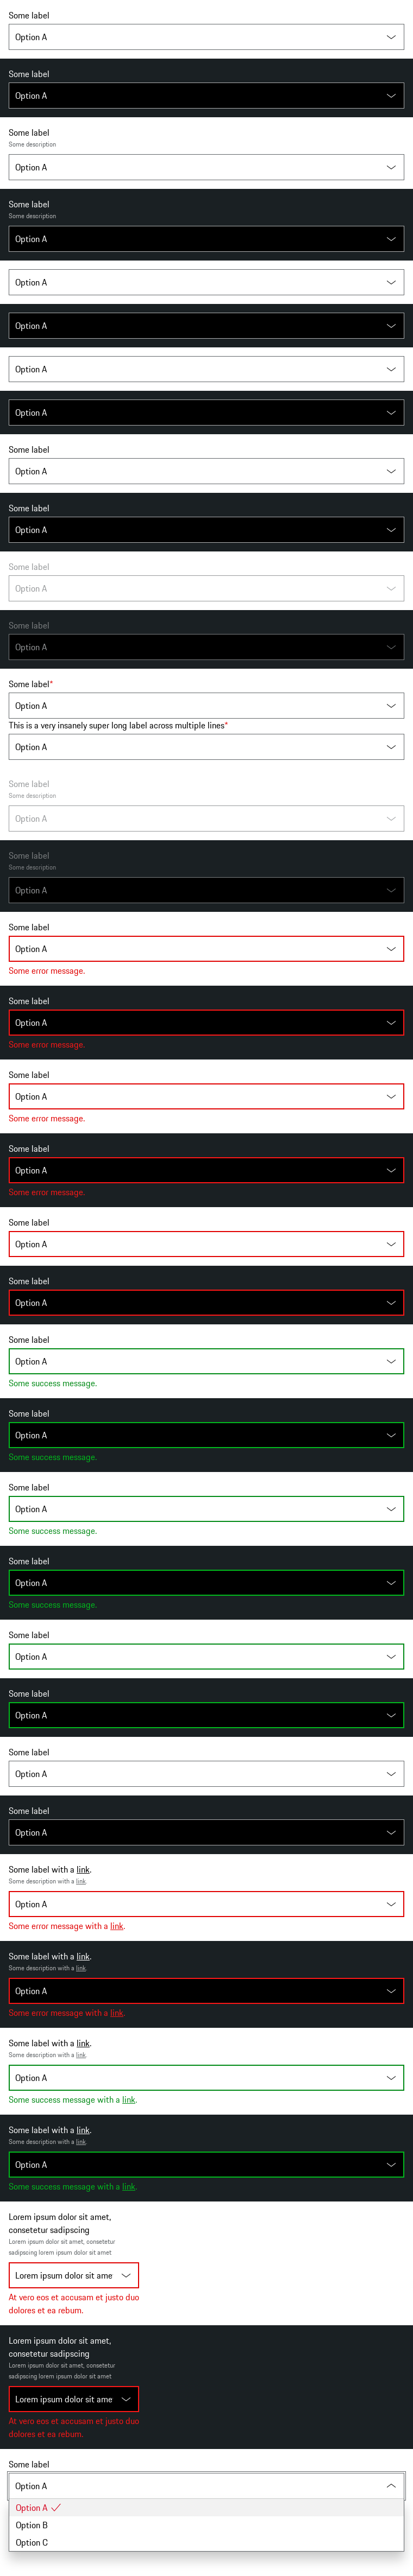 Some label
Option A
Some label
Option A
Some label
Some description
Option A
Some label
Some description
Option A
Option A
Option A
Option A
Option A
Some label
Option A
Some label
Option A
Some label
Option A
Some label
Option A
Some label*
Option A
This is a very insanely super long label across multiple lines*
Option A
Some label
Some description
Option A
Some label
Some description
Option A
Some label
Option A
Some error message.
Some label
Option A
Some error message.
Some label
Option A
Some error message.
Some label
Option A
Some error message.
Some label
Option A
Some label
Option A
Some label
Option A
Some success message.
Some label
Option A
Some success message.
Some label
Option A
Some success message.
Some label
Option A
Some success message.
Some label
Option A
Some label
Option A
Some label
Option A
Some label
Option A
Some label with a link.
Some description with a link.
Option A
Some error message with a link.
Some label with a link.
Some description with a link.
Option A
Some error message with a link.
Some label with a link.
Some description with a link.
Option A
Some success message with a link.
Some label with a link.
Some description with a link.
Option A
Some success message with a link.
Lorem ipsum dolor sit amet,
consetetur sadipscing
Lorem ipsum dolor sit amet, consetetur
sadipscing lorem ipsum dolor sit amet
Lorem ipsum dolor sit ame
At vero eos et accusam et justo duo
dolores et ea rebum.
Lorem ipsum dolor sit amet,
consetetur sadipscing
Lorem ipsum dolor sit amet, consetetur
sadipscing lorem ipsum dolor sit amet
Lorem ipsum dolor sit ame
At vero eos et accusam et justo duo
dolores et ea rebum.
Some label
Option A
Option A
Option B
Option C